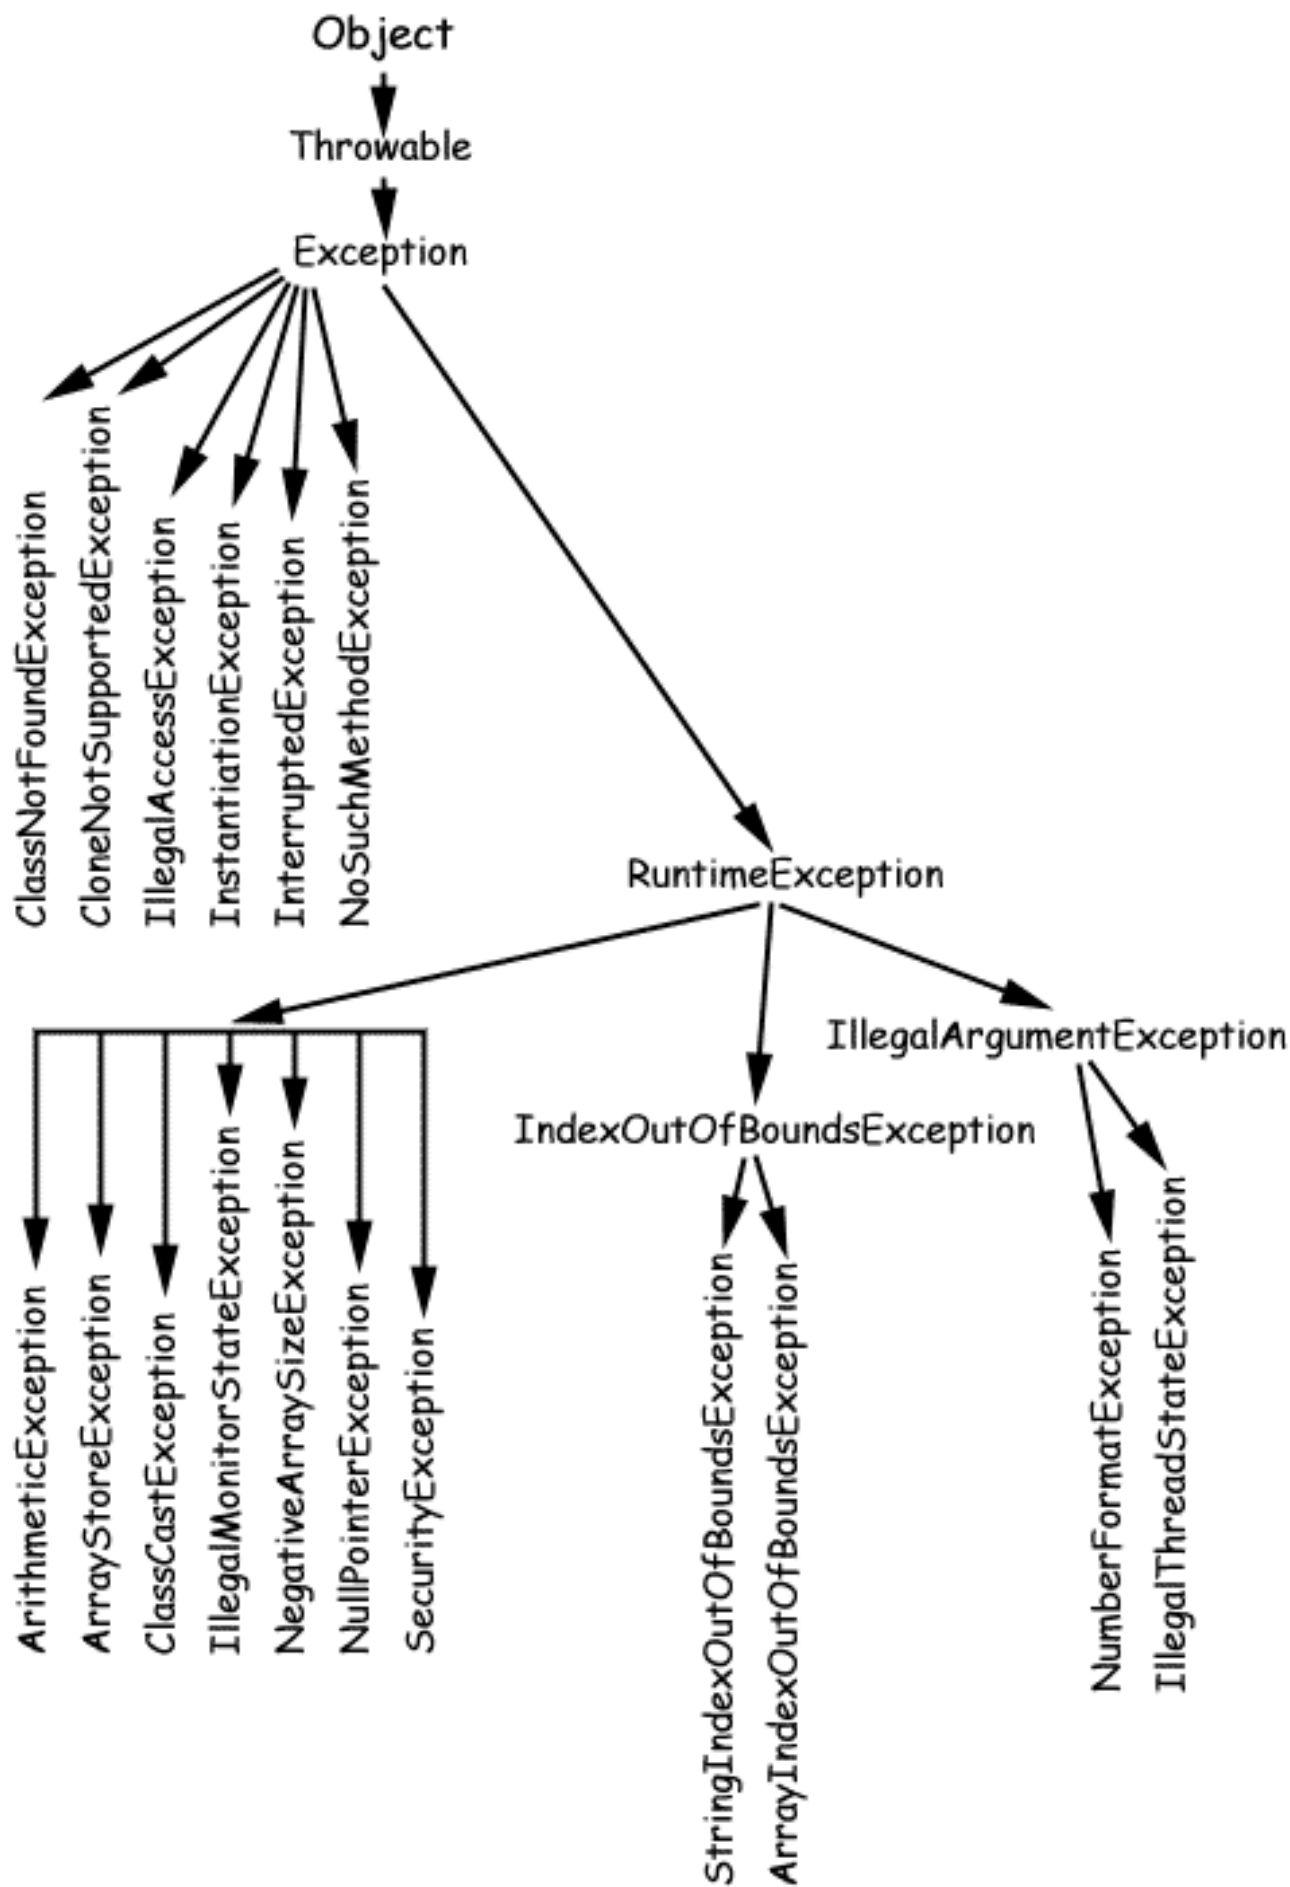 Object
Throwable
Exception
ClassNotFoundException
CloneNotSupportedException
IllegalAccessException
InstantiationException
InterruptedException
NoSuchMethodException
RuntimeException
IllegalArgumentException
IndexOutOfBoundsException
ArithmeticException
ArrayStoreException
ClassCastException
IllegalMonitorStateException
NegativeArraySizeException
NullPointerException
SecurityException
StringIndexOutOfBoundsException
ArrayIndexOutOfBoundsException
NumberFormatException
IllegalThreadStateException